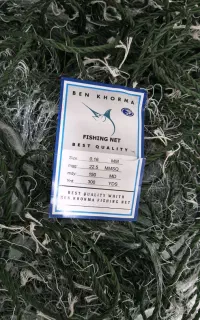 BEN KHORMA
FISHING NET
BEST QUALITY
0.16 MM
22.5 MMSQ
100 MD
300 YDS
BEST QUALITY WHITE
BEN KHORMA FISHING NET